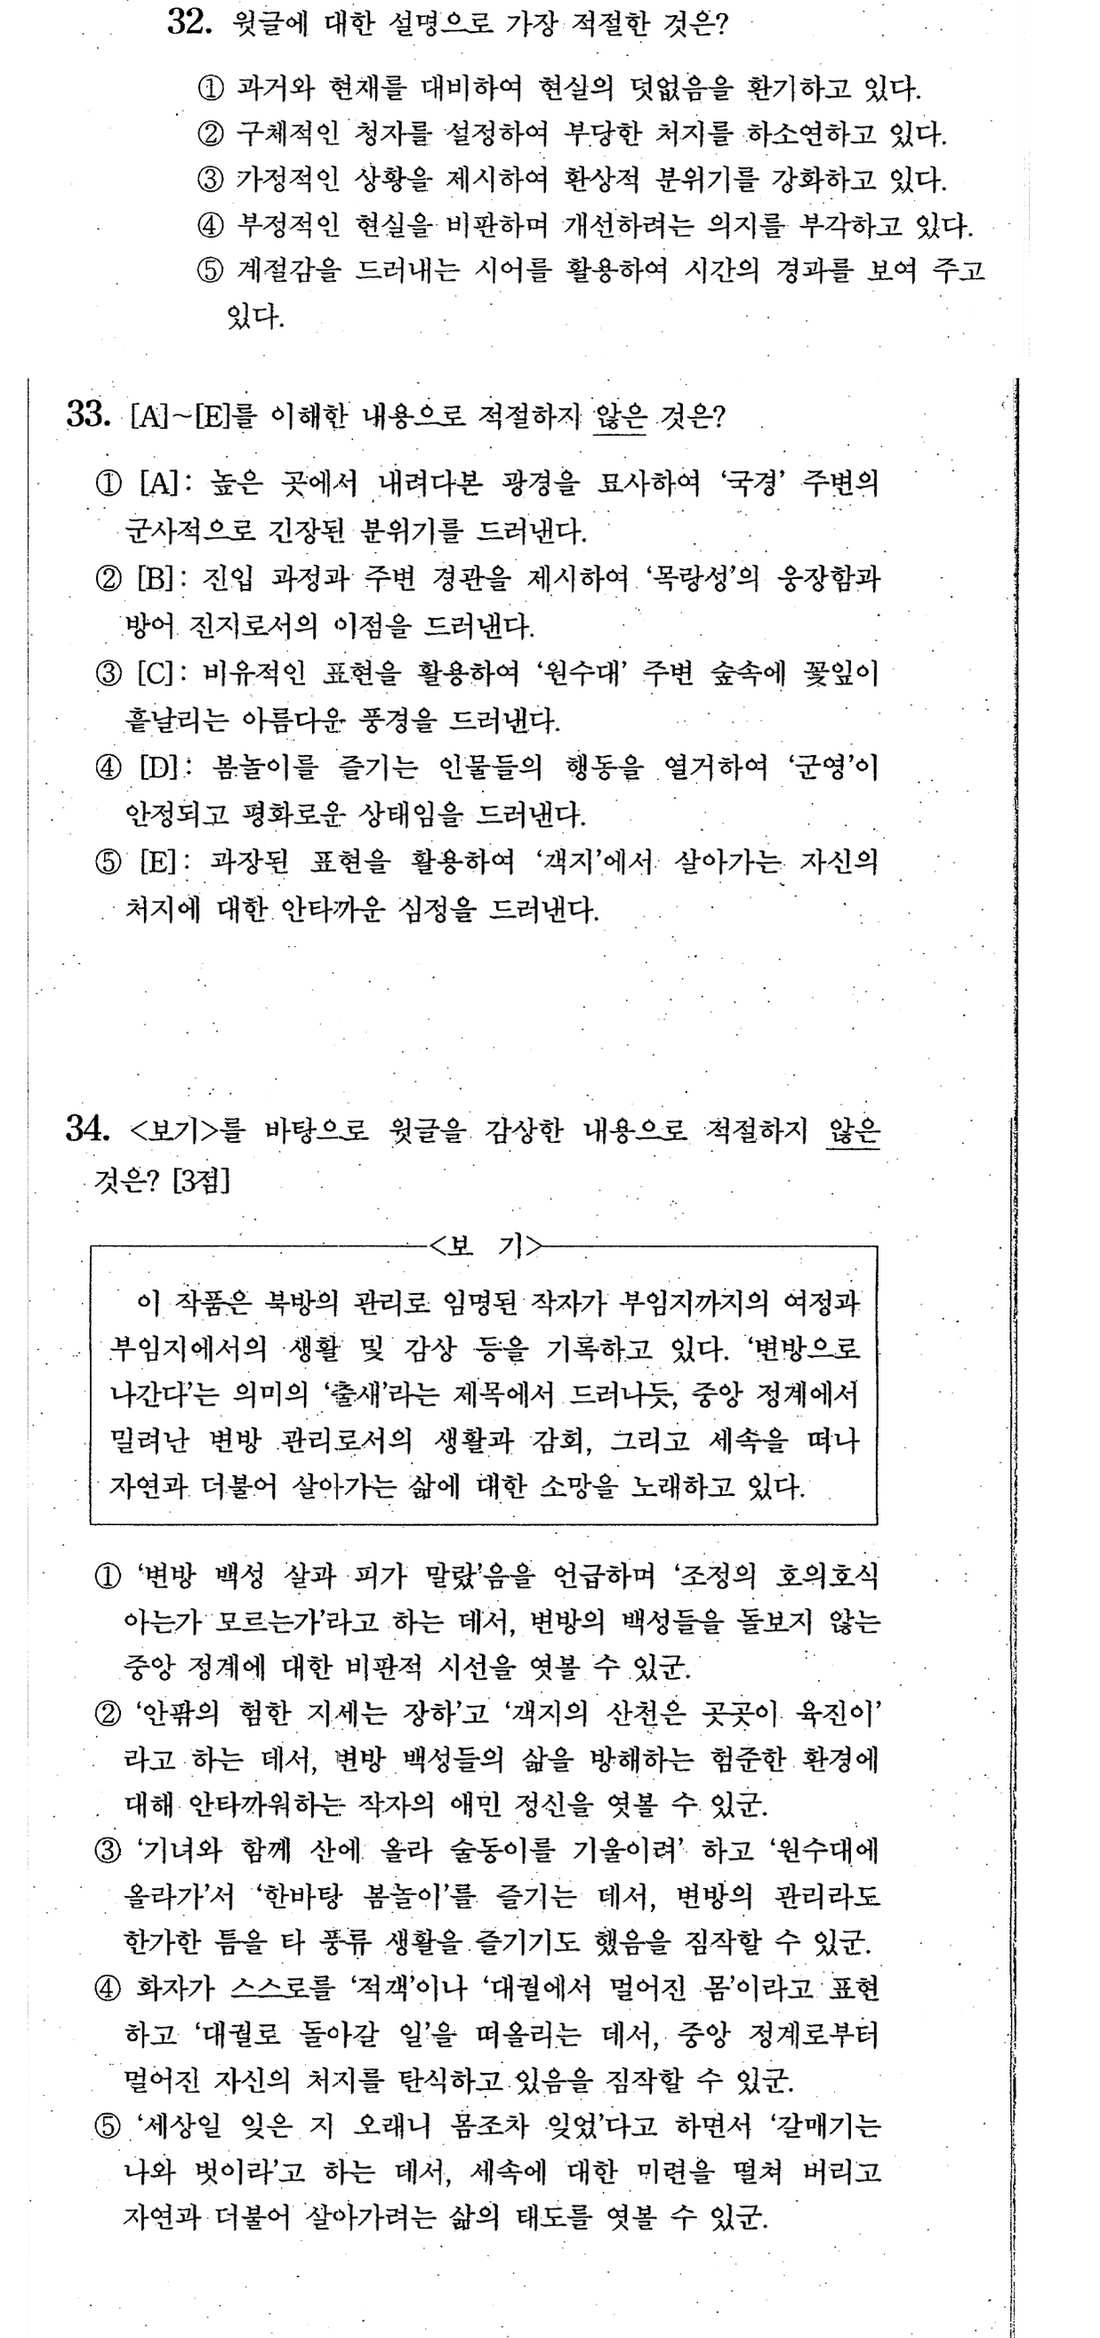 32. 윗글에 대한 설명으로 가장 적절한 것은?
① 과거와 현재를 대비하여 현실의 덧없음을 환기하고 있다.
② 구체적인 청자를 설정하여 부당한 처지를 하소연하고 있다.
③ 가정적인 상황을 제시하여 환상적 분위기를 강화하고 있다.
④ 부정적인 현실을 비판하며 개선하려는 의지를 부각하고 있다.
⑤ 계절감을 드러내는 시어를 활용하여 시간의 경과를 보여 주고
있다.
33. [A]~[E]를 이해한 내용으로 적절하지 않은 것은?
① [A]: 높은 곳에서 내려다본 광경을 묘사하여 ‘국경’ 주변의
군사적으로 긴장된 분위기를 드러낸다.
② [B]: 진입 과정과 주변 경관을 제시하여 ‘목랑성’의 웅장함과
방어 진지로서의 이점을 드러낸다.
③ [C]: 비유적인 표현을 활용하여 ‘원수대’ 주변 숲속에 꽃잎이
흩날리는 아름다운 풍경을 드러낸다.
④ [D]: 봄놀이를 즐기는 인물들의 행동을 열거하여 ‘군영’이
안정되고 평화로운 상태임을 드러낸다.
⑤ [E]: 과장된 표현을 활용하여 ‘객지’에서 살아가는 자신의
처지에 대한 안타까운 심정을 드러낸다.
34. <보기>를 바탕으로 윗글을 감상한 내용으로 적절하지 않은
것은? [3점]
<보 기>
이 작품은 북방의 관리로 임명된 작자가 부임지까지의 여정과
부임지에서의 생활 및 감상 등을 기록하고 있다. ‘변방으로
나간다’는 의미의 ‘출새’라는 제목에서 드러나듯, 중앙 정계에서
밀려난 변방 관리로서의 생활과 감회, 그리고 세속을 떠나
자연과 더불어 살아가는 삶에 대한 소망을 노래하고 있다.
① ‘변방 백성 살과 피가 말랐’음을 언급하며 ‘조정의 호의호식
아는가 모르는가’라고 하는 데서, 변방의 백성들을 돌보지 않는
중앙 정계에 대한 비판적 시선을 엿볼 수 있군.
② ‘안팎의 험한 지세는 장하’고 ‘객지의 산천은 곳곳이 육진이’
라고 하는 데서, 변방 백성들의 삶을 방해하는 험준한 환경에
대해 안타까워하는 작자의 애민 정신을 엿볼 수 있군.
③ ‘기녀와 함께 산에 올라 술동이를 기울이려’ 하고 ‘원수대에
올라가’서 ‘한바탕 봄놀이’를 즐기는 데서, 변방의 관리라도
한가한 틈을 타 풍류 생활을 즐기기도 했음을 짐작할 수 있군.
④ 화자가 스스로를 ‘적객’이나 ‘대궐에서 멀어진 몸’이라고 표현
하고 ‘대궐로 돌아갈 일’을 떠올리는 데서, 중앙 정계로부터
멀어진 자신의 처지를 탄식하고 있음을 짐작할 수 있군.
⑤ ‘세상일 잊은 지 오래니 몸조차 잊었’다고 하면서 ‘갈매기는
나와 벗이라’고 하는 데서, 세속에 대한 미련을 떨쳐 버리고
자연과 더불어 살아가려는 삶의 태도를 엿볼 수 있군.